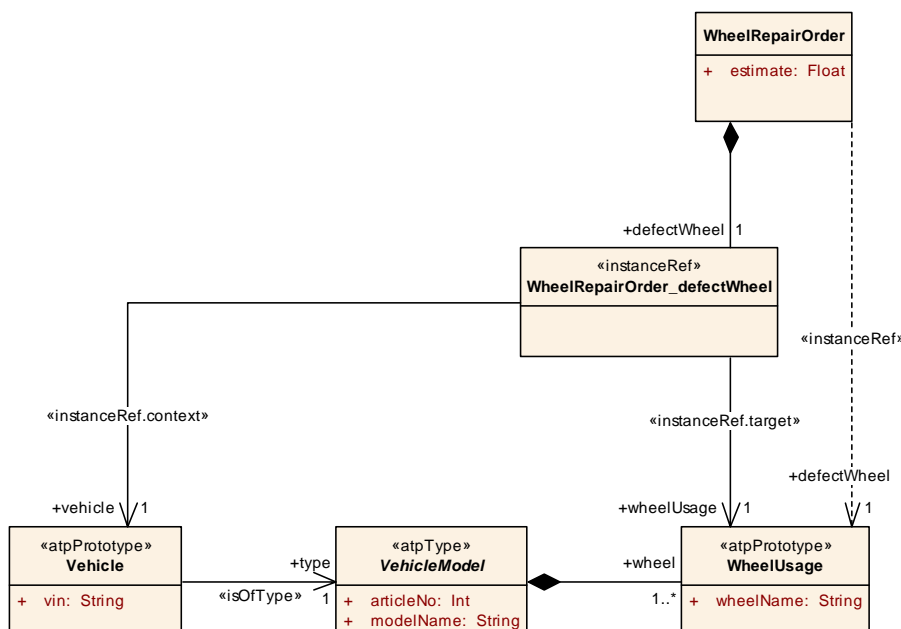 WheelRepairOrder
+ estimate: Float
+defectWheel 1
«instanceRef»
WheelRepairOrder_defectWheel
«instanceRef»
«instanceRef.context»
«instanceRef.target»
+defectWheel
+vehicle 1
+wheelUsage 1
1
«atpPrototype»
Vehicle
+ vin: String
+type
«isOfType» 1
«atpType»
VehicleModel
+ articleNo: Int
+ modelName: String
+wheel
1..*
«atpPrototype»
WheelUsage
+ wheelName: String